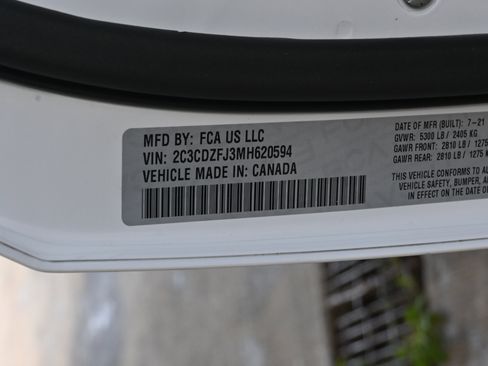 MFD BY: FCA US LLC
VIN: 2C3CDZFJ3MH620594
VEHICLE MADE IN: CANADA
DATE OF MFR (BUILT): 7-21
GVWR: 5300 LB / 2405 KG
GAWR FRONT: 2810 LB / 1275
GAWR REAR: 2810 LB / 1275 K
THIS VEHICLE CONFORMS TO AL
VEHICLE SAFETY, BUMPER, A
IN EFFECT ON THE DATE OF M